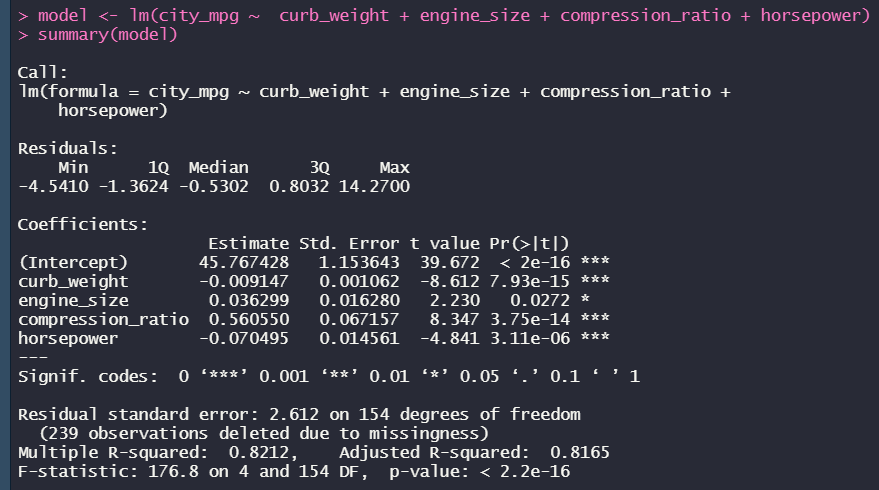 > model <- lm(city_mpg ~  curb_weight + engine_size + compression_ratio + horsepower)
> summary(model)

Call:
lm(formula = city_mpg ~ curb_weight + engine_size + compression_ratio +
    horsepower)

Residuals:
    Min      1Q  Median      3Q     Max
-4.5410 -1.3624 -0.5302  0.8032 14.2700

Coefficients:
                   Estimate Std. Error t value Pr(>|t|)
(Intercept)       45.767428   1.153643  39.672  < 2e-16 ***
curb_weight       -0.009147   0.001062  -8.612 7.93e-15 ***
engine_size        0.036299   0.016280   2.230   0.0272 *
compression_ratio  0.560550   0.067157   8.347 3.75e-14 ***
horsepower        -0.070495   0.014561  -4.841 3.11e-06 ***
---
Signif. codes:  0 ‘***’ 0.001 ‘**’ 0.01 ‘*’ 0.05 ‘.’ 0.1 ‘ ’ 1

Residual standard error: 2.612 on 154 degrees of freedom
  (239 observations deleted due to missingness)
Multiple R-squared:  0.8212,	Adjusted R-squared:  0.8165
F-statistic: 176.8 on 4 and 154 DF,  p-value: < 2.2e-16